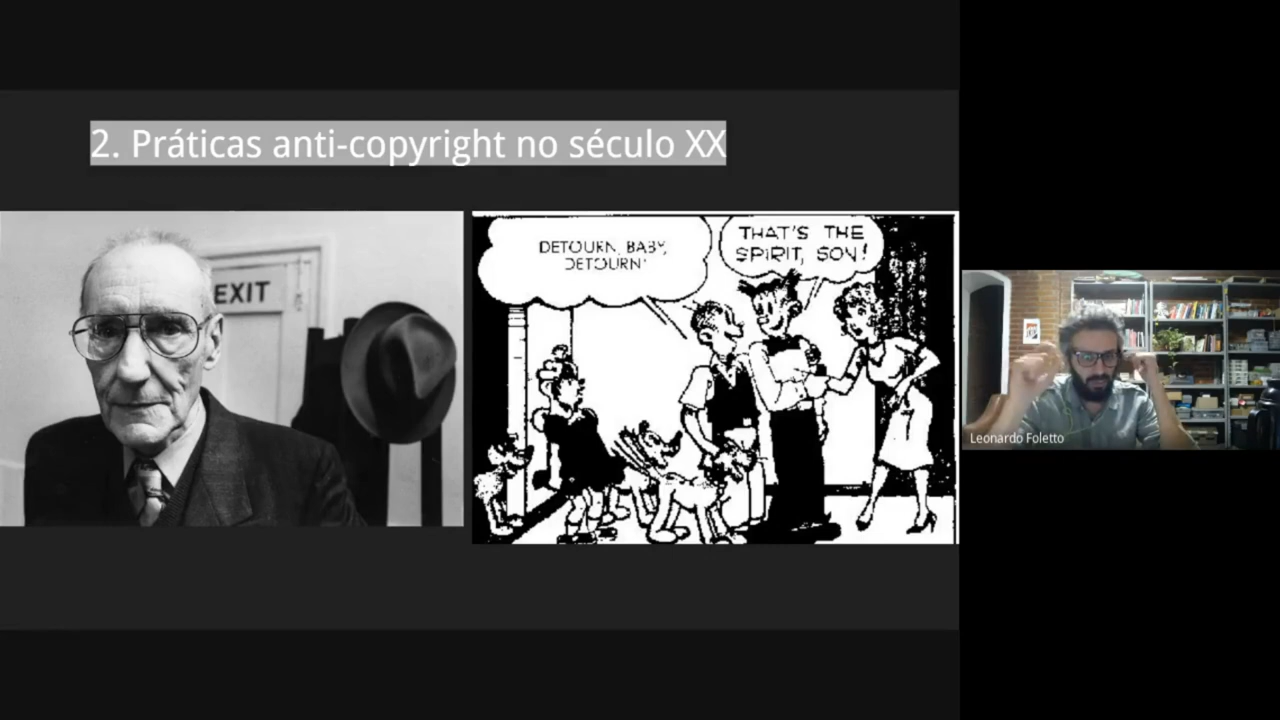 2. Práticas anti-copyright no século XX
EXIT
DETOURN, BABY,
DETOURN!
THAT'S THE
SPIRIT, SON!
Leonardo Foletto